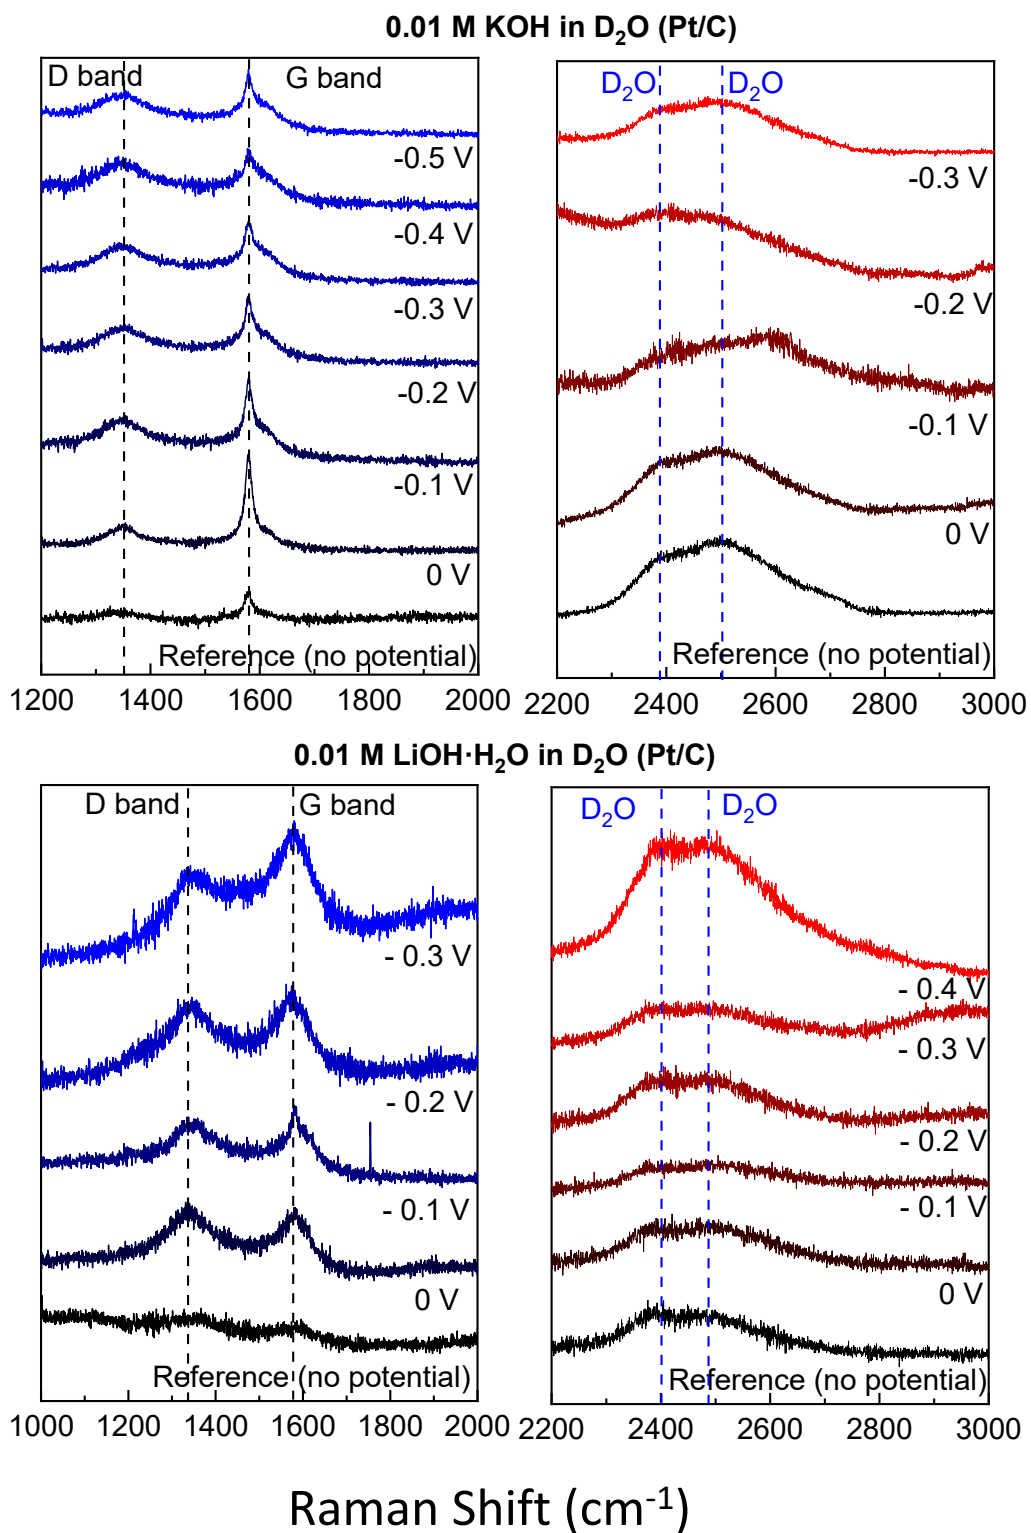 0.01 M KOH in D₂O (Pt/C)
D band
G band
-0.5 V
-0.4 V
-0.3 V
-0.2 V
-0.1 V
0 V
Reference (no potential)
1200 1400 1600 1800 2000
D₂O D₂O
-0.3 V
-0.2 V
-0.1 V
0 V
Reference (no potential)
2200 2400 2600 2800 3000
0.01 M LiOH·H₂O in D₂O (Pt/C)
D band G band
- 0.3 V
- 0.2 V
- 0.1 V
0 V
Reference (no potential)
1000 1200 1400 1600 1800 2000
D₂O D₂O
- 0.4 V
- 0.3 V
- 0.2 V
- 0.1 V
0 V
Reference (no potential)
2200 2400 2600 2800 3000
Raman Shift (cm⁻¹)